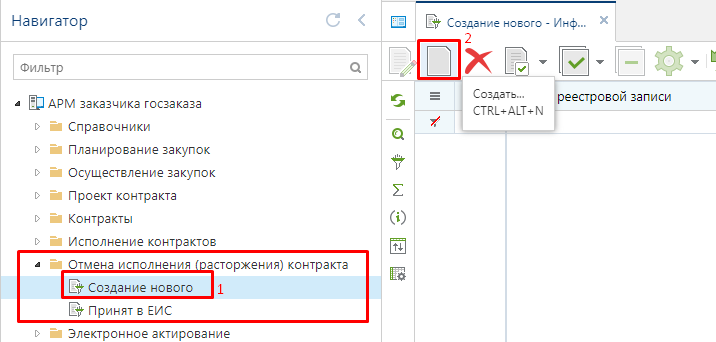 Навигатор
Фильтр
АРМ заказчика госзаказа
Справочники
Планирование закупок
Осуществление закупок
Проект контракта
Контракты
Исполнение контрактов
Отмена исполнения (расторжения) контракта
Создание нового 1
Принят в ЕИС
Электронное актирование
Создание нового - Инф...
2
Создать...
CTRL+ALT+N
реестровой записи